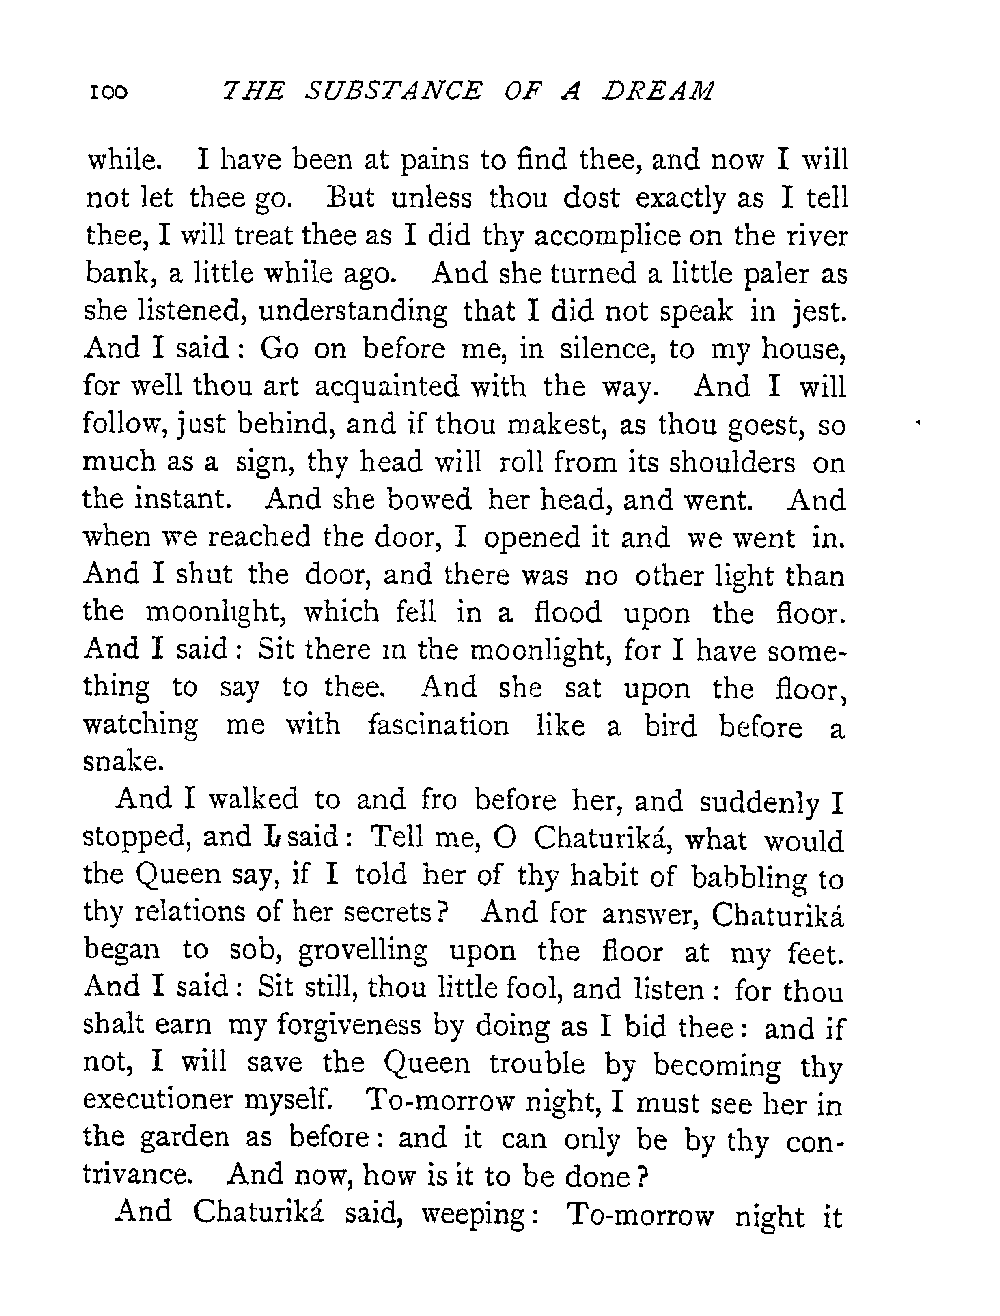 100 THE SUBSTANCE OF A DREAM
while. I have been at pains to find thee, and now I will
not let thee go. But unless thou dost exactly as I tell
thee, I will treat thee as I did thy accomplice on the river
bank, a little while ago. And she turned a little paler as
she listened, understanding that I did not speak in jest.
And I said : Go on before me, in silence, to my house,
for well thou art acquainted with the way. And I will
follow, just behind, and if thou makest, as thou goest, so
much as a sign, thy head will roll from its shoulders on
the instant. And she bowed her head, and went. And
when we reached the door, I opened it and we went in.
And I shut the door, and there was no other light than
the moonlight, which fell in a flood upon the floor.
And I said : Sit there in the moonlight, for I have some-
thing to say to thee. And she sat upon the floor,
watching me with fascination like a bird before a
snake.
And I walked to and fro before her, and suddenly I
stopped, and I said : Tell me, O Chaturiká, what would
the Queen say, if I told her of thy habit of babbling to
thy relations of her secrets ? And for answer, Chaturiká
began to sob, grovelling upon the floor at my feet.
And I said : Sit still, thou little fool, and listen : for thou
shalt earn my forgiveness by doing as I bid thee : and if
not, I will save the Queen trouble by becoming thy
executioner myself. To-morrow night, I must see her in
the garden as before : and it can only be by thy con-
trivance. And now, how is it to be done ?
And Chaturiká said, weeping : To-morrow night it